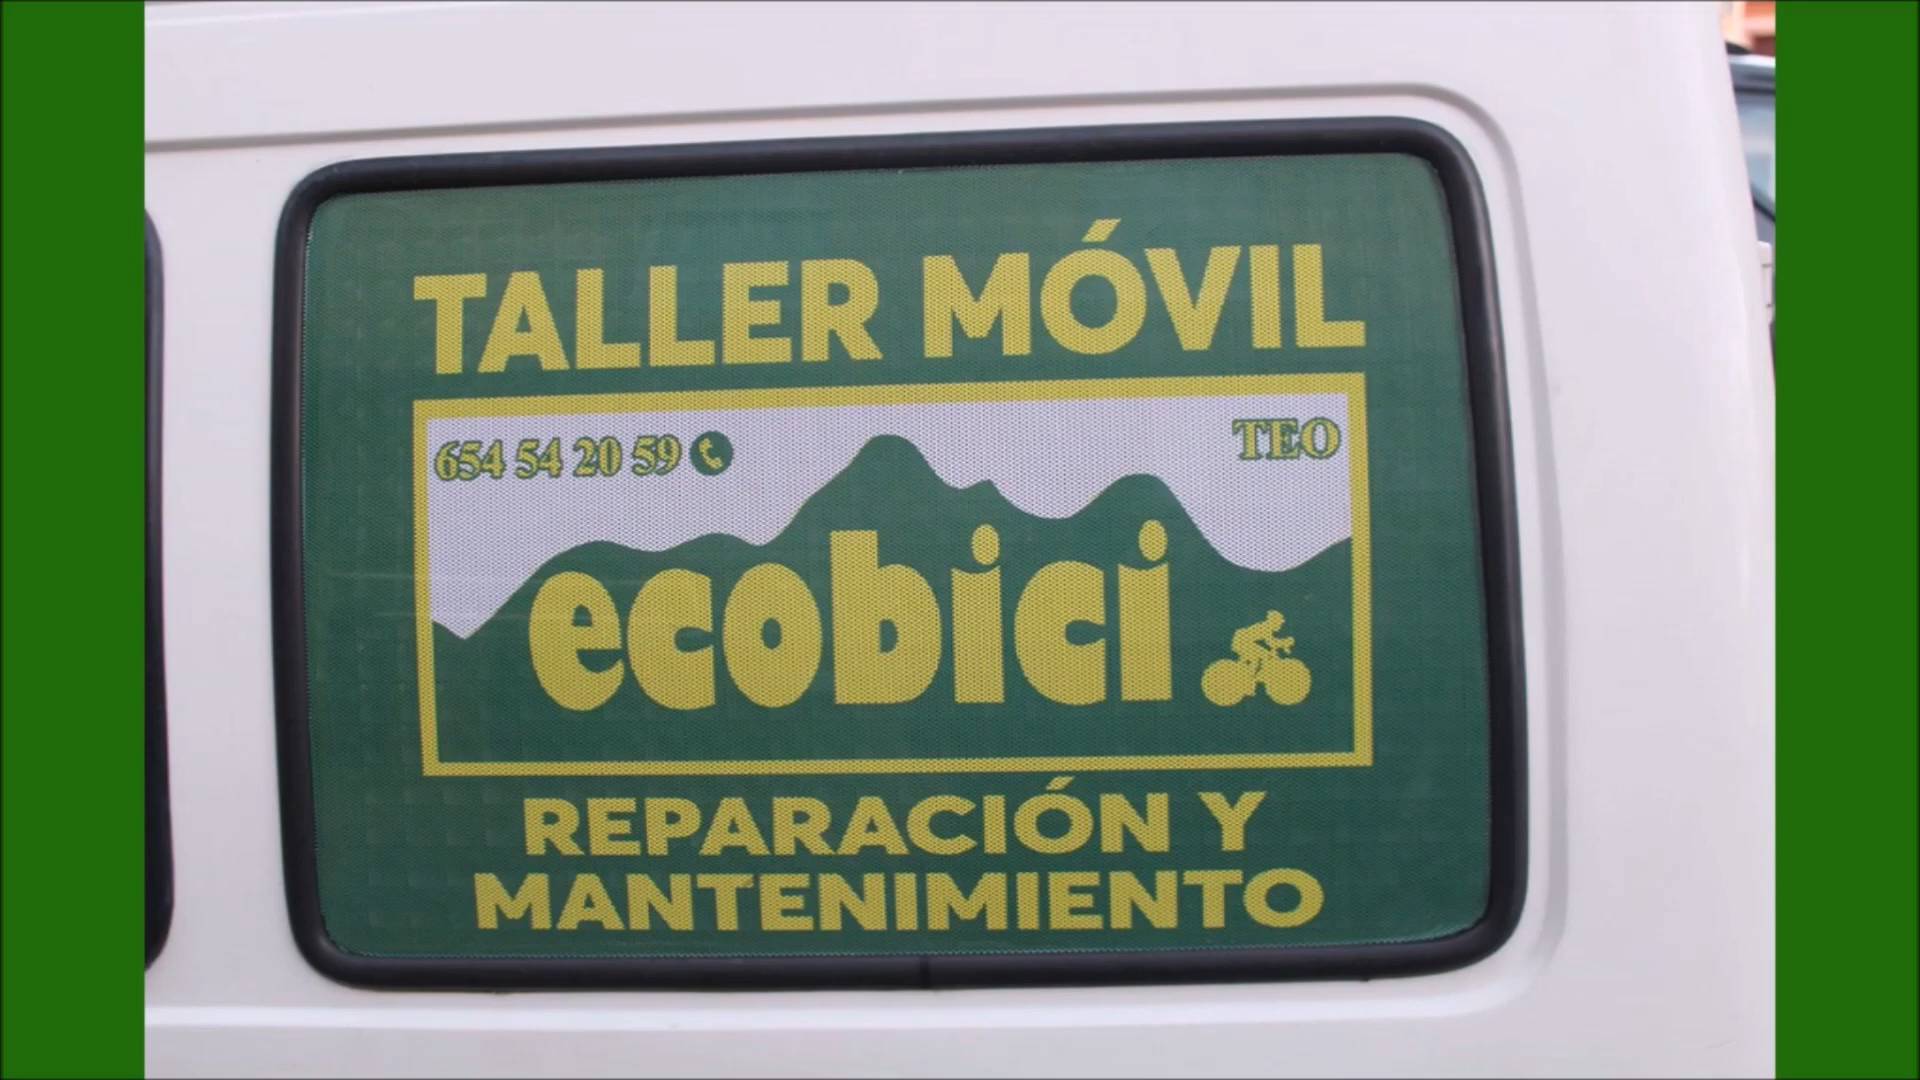 TALLER MÓVIL
654 54 20 59 TEO
ecobici
REPARACIÓN Y
MANTENIMIENTO